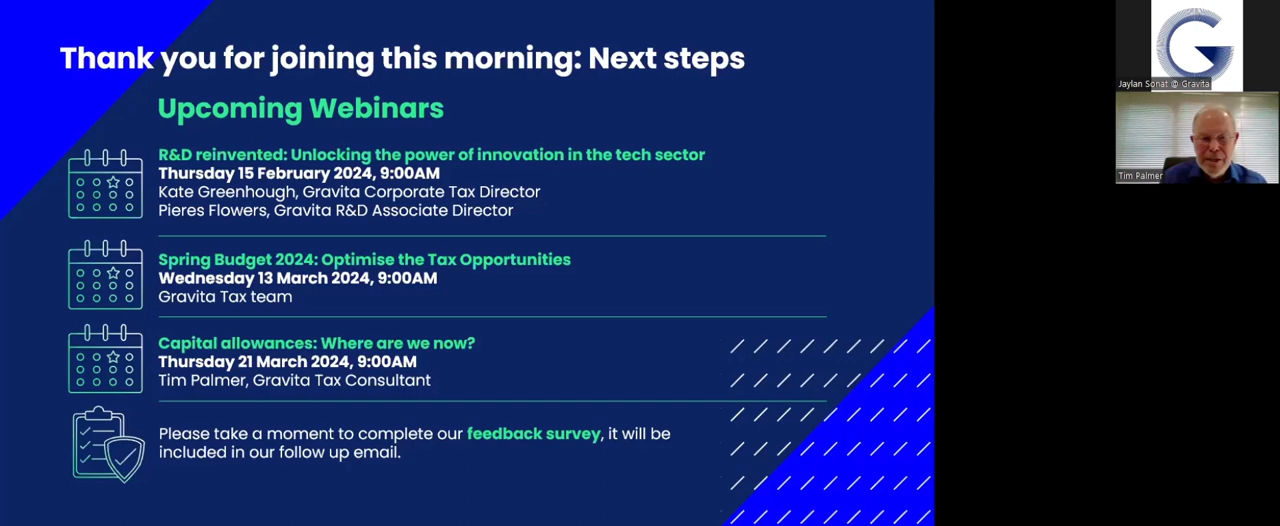 Thank you for joining this morning: Next steps
Upcoming Webinars
R&D reinvented: Unlocking the power of innovation in the tech sector
Thursday 15 February 2024, 9:00AM
Kate Greenhough, Gravita Corporate Tax Director
Pieres Flowers, Gravita R&D Associate Director
Spring Budget 2024: Optimise the Tax Opportunities
Wednesday 13 March 2024, 9:00AM
Gravita Tax team
Capital allowances: Where are we now?
Thursday 21 March 2024, 9:00AM
Tim Palmer, Gravita Tax Consultant
Please take a moment to complete our feedback survey, it will be
included in our follow up email.
G
Jaylan Sonat @ Gravita
Tim Palmer